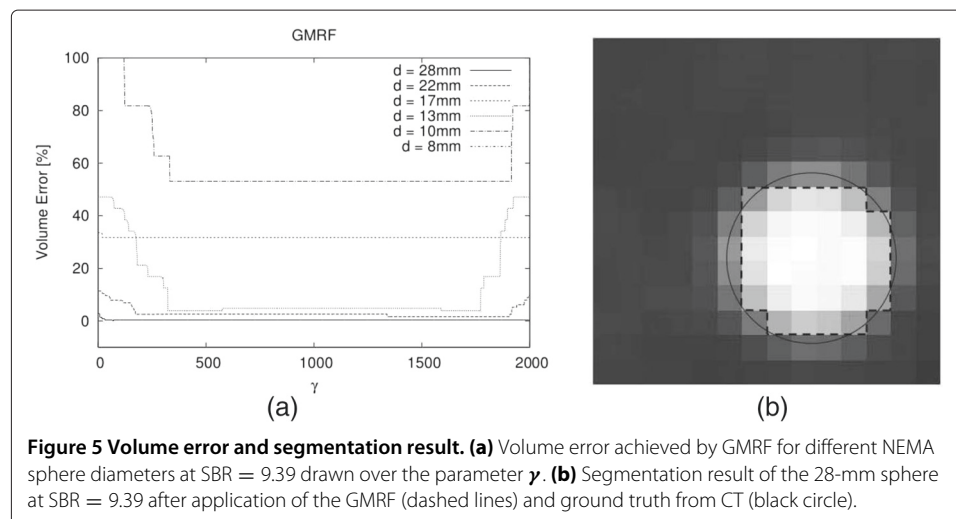 GMRF
100
80
60
40
20
0
Volume Error [%]
d = 28mm
d = 22mm
d = 17mm
d = 13mm
d = 10mm
d = 8mm
0 500 1000 1500 2000
γ
(a) (b)
Figure 5 Volume error and segmentation result. (a) Volume error achieved by GMRF for different NEMA
sphere diameters at SBR = 9.39 drawn over the parameter γ. (b) Segmentation result of the 28-mm sphere
at SBR = 9.39 after application of the GMRF (dashed lines) and ground truth from CT (black circle).